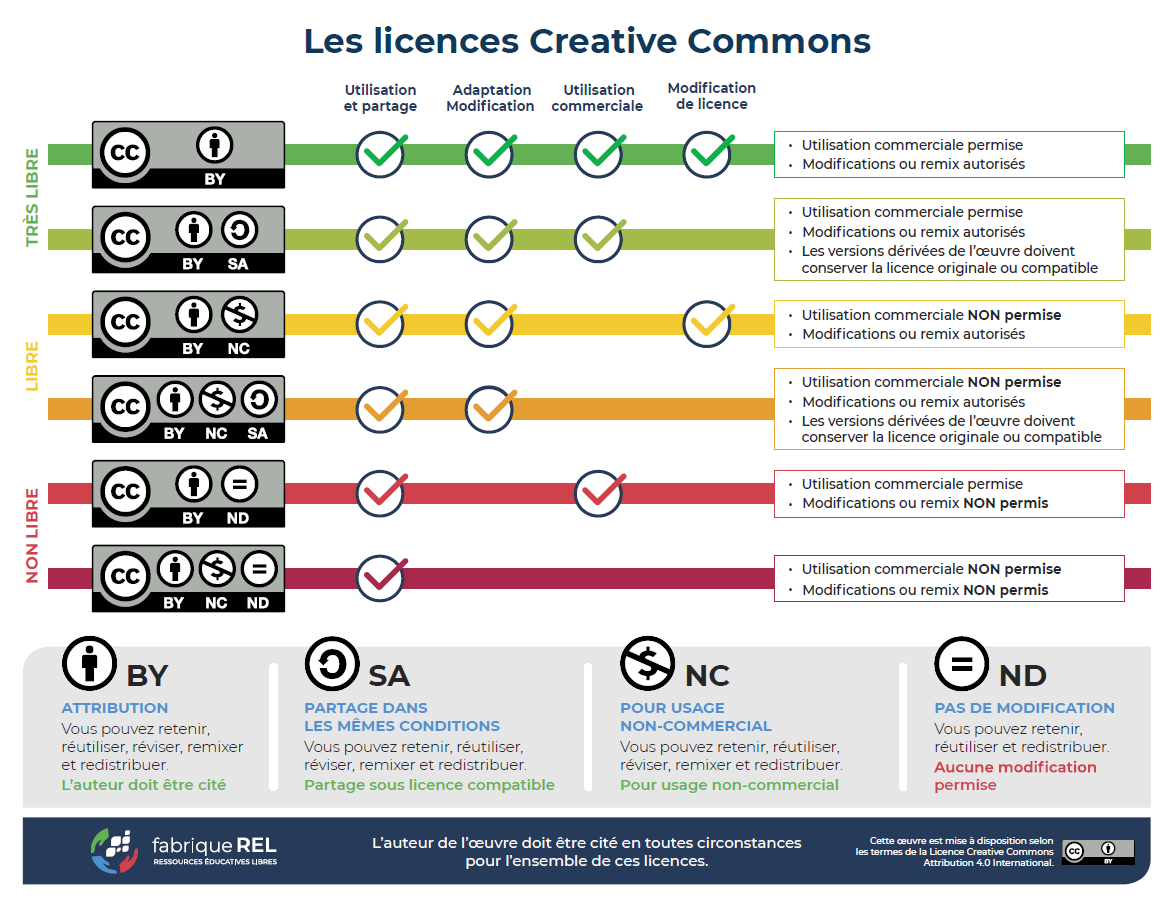 Les licences Creative Commons
Utilisation
et partage
Adaptation
Modification
Utilisation
commerciale
Modification
de licence
TRÈS LIBRE
CC
BY
BY
• Utilisation commerciale permise
• Modifications ou remix autorisés
CC
BY SA
• Utilisation commerciale permise
• Modifications ou remix autorisés
• Les versions dérivées de l'œuvre doivent
conserver la licence originale ou compatible
LIBRE
CC
$
BY NC
• Utilisation commerciale NON permise
• Modifications ou remix autorisés
CC
$
BY NC SA
• Utilisation commerciale NON permise
• Modifications ou remix autorisés
• Les versions dérivées de l'œuvre doivent
conserver la licence originale ou compatible
NON LIBRE
CC
=
BY ND
• Utilisation commerciale permise
• Modifications ou remix NON permis
CC
$ =
BY NC ND
• Utilisation commerciale NON permise
• Modifications ou remix NON permis
BY
ATTRIBUTION
Vous pouvez retenir,
réutiliser, réviser, remixer
et redistribuer.
L'auteur doit être cité
SA
PARTAGE DANS
LES MÊMES CONDITIONS
Vous pouvez retenir, réutiliser,
réviser, remixer et redistribuer.
Partage sous licence compatible
$ NC
POUR USAGE
NON-COMMERCIAL
Vous pouvez retenir, réutiliser,
réviser, remixer et redistribuer.
Pour usage non-commercial
= ND
PAS DE MODIFICATION
Vous pouvez retenir,
réutiliser et redistribuer.
Aucune modification
permise
fabrique REL
RESSOURCES ÉDUCATIVES LIBRES
L'auteur de l'œuvre doit être cité en toutes circonstances
pour l'ensemble de ces licences.
Cette œuvre est mise à disposition selon
les termes de la Licence Creative Commons
Attribution 4.0 International.
CC
BY